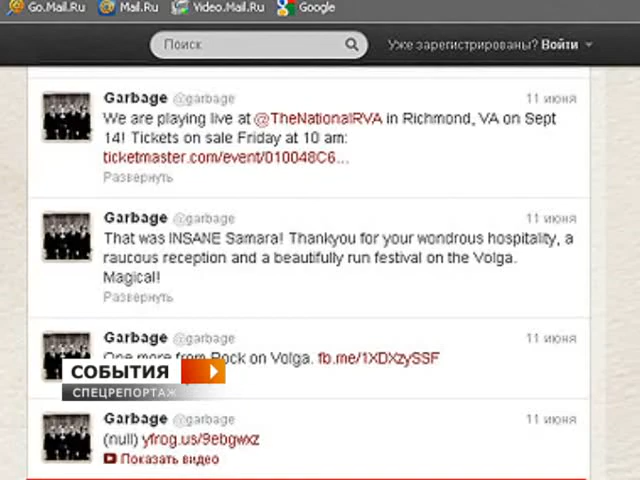 Go.Mail.Ru Mail.Ru Video.Mail.Ru Google
Поиск Уже зарегистрированы? Войти
Garbage @garbage 11 июня
We are playing live at @TheNationalRVA in Richmond, VA on Sept
14! Tickets on sale Friday at 10 am:
ticketmaster.com/event/010048C6...
Развернуть
Garbage @garbage 11 июня
That was INSANE Samara! Thankyou for your wondrous hospitality, a
raucous reception and a beautifully run festival on the Volga.
Magical!
Развернуть
Garbage @garbage 11 июня
One more from Rock on Volga. fb.me/1XDXzySSF
СОБЫТИЯ
СПЕЦРЕПОРТАЖ
Garbage @garbage 11 июня
(null) yfrog.us/9ebgwxz
Показать видео